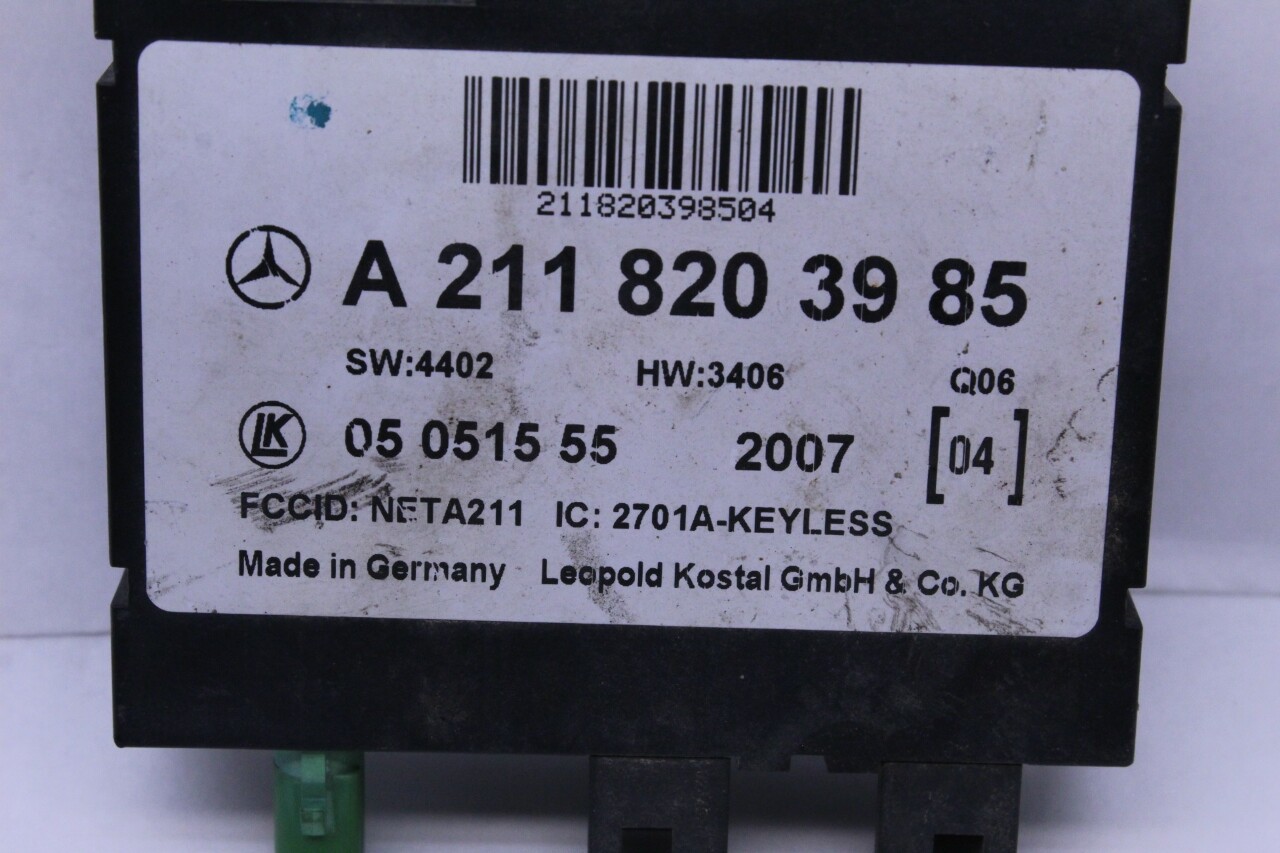 211820398504
A 211 820 39 85
SW:4402 HW:3406 Q06
LK 05 0515 55 2007 [04]
FCCID: NETA211 IC: 2701A-KEYLESS
Made in Germany Leopold Kostal GmbH & Co. KG